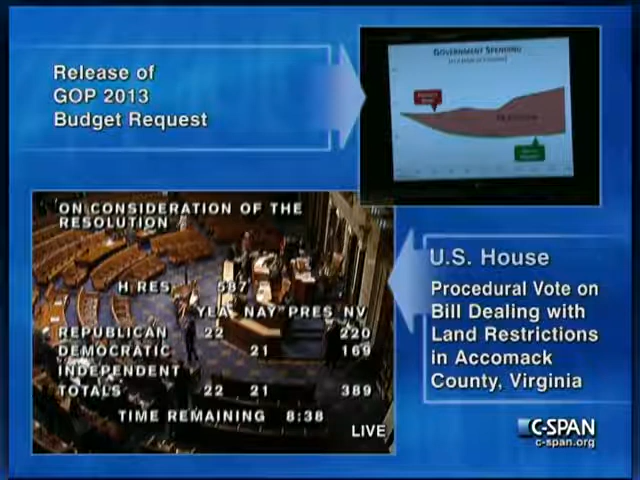 Release of
GOP 2013
Budget Request
GOVERNMENT SPENDING
ON CONSIDERATION OF THE
RESOLUTION
H RES 587
YEA NAY PRES NV
REPUBLICAN 22 220
DEMOCRATIC 21 169
INDEPENDENT
TOTALS 22 21 389
TIME REMAINING 8:38
LIVE
U.S. House
Procedural Vote on
Bill Dealing with
Land Restrictions
in Accomack
County, Virginia
C-SPAN
c-span.org